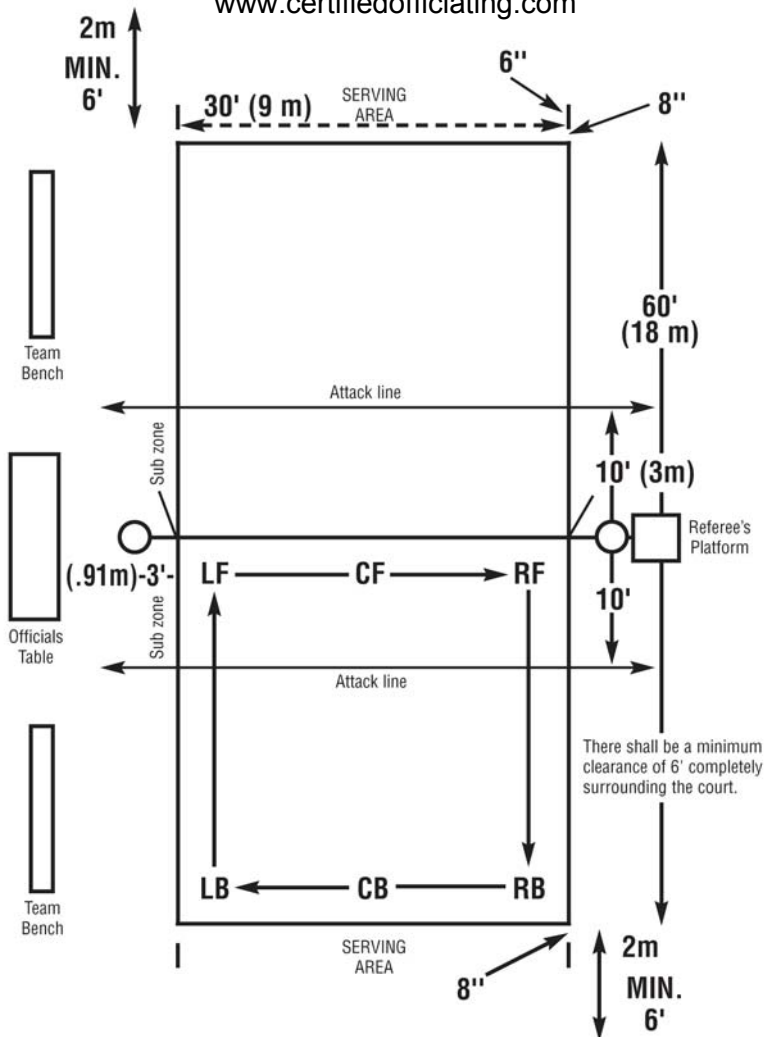 www.certifiedofficiating.com
2m
MIN.
6'
30' (9 m)
SERVING
AREA
6''
8''
60'
(18 m)
Team
Bench
Attack line
Sub zone
10' (3m)
Referee's
Platform
(.91m)-3'-
LF
CF
RF
10'
Officials
Table
Sub zone
Attack line
There shall be a minimum
clearance of 6' completely
surrounding the court.
LB
CB
RB
Team
Bench
SERVING
AREA
8''
2m
MIN.
6'